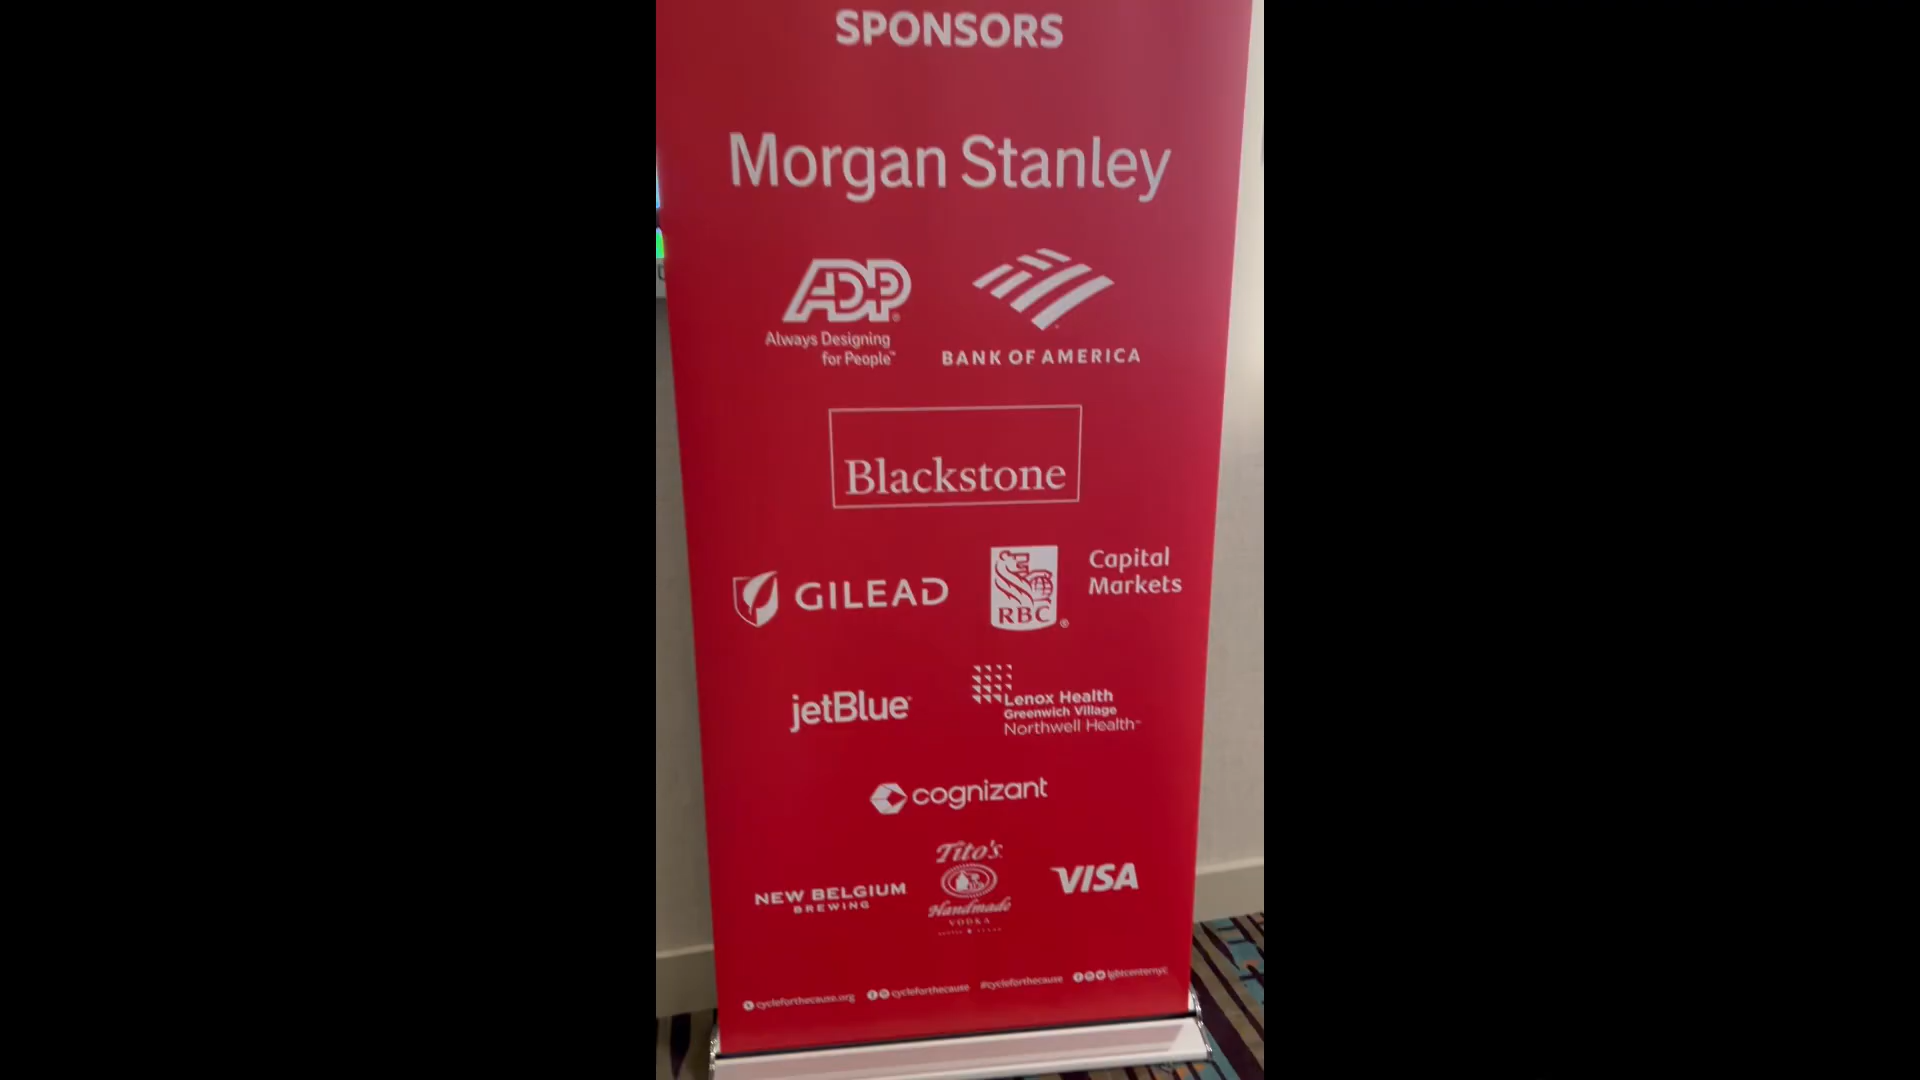 SPONSORS
Morgan Stanley
ADP
Always Designing
for People™
BANK OF AMERICA
Blackstone
GILEAD
RBC®
Capital
Markets
jetBlue
Lenox Health
Greenwich Village
Northwell Health
cognizant
NEW BELGIUM
BREWING
Tito's
Handmade
VODKA
VISA
cycleforthecause.org cycleforthecause #cycleforthecause lgbtcenternyc